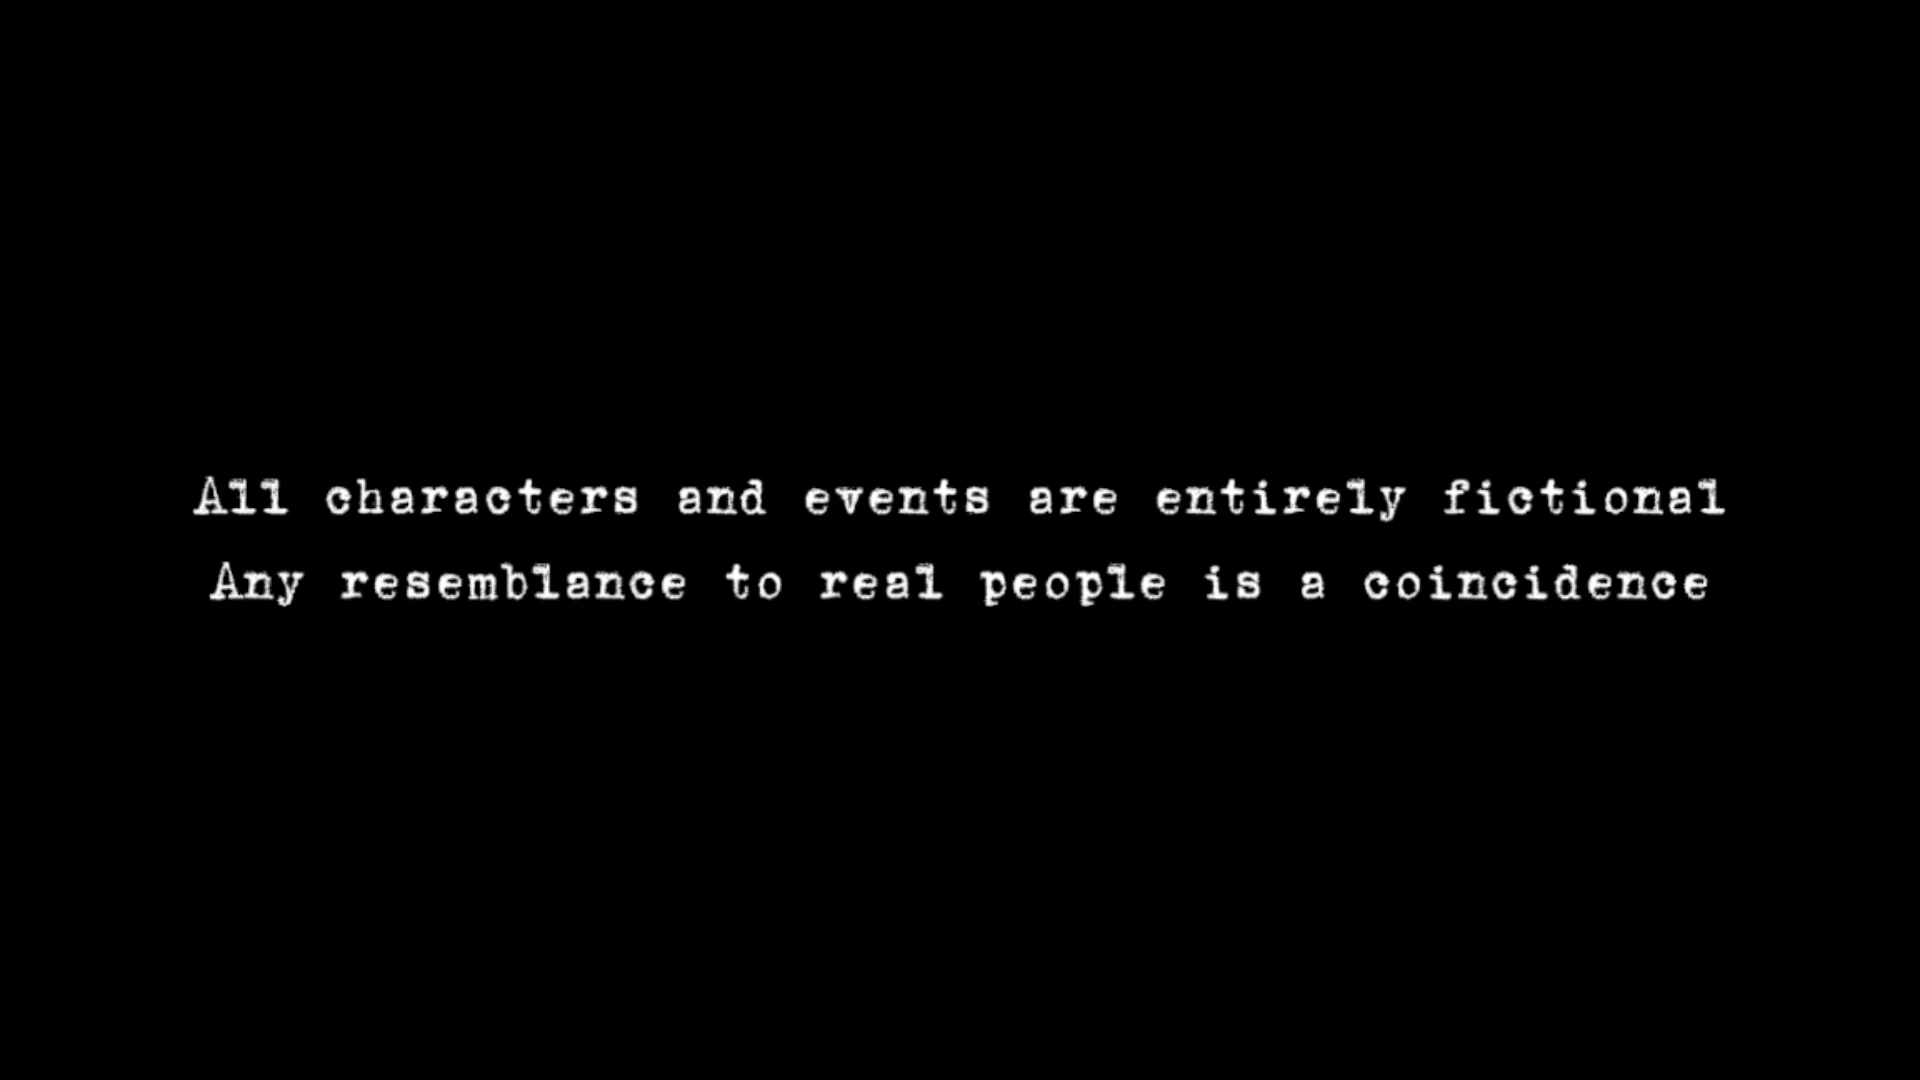 All characters and events are entirely fictional
Any resemblance to real people is a coincidence